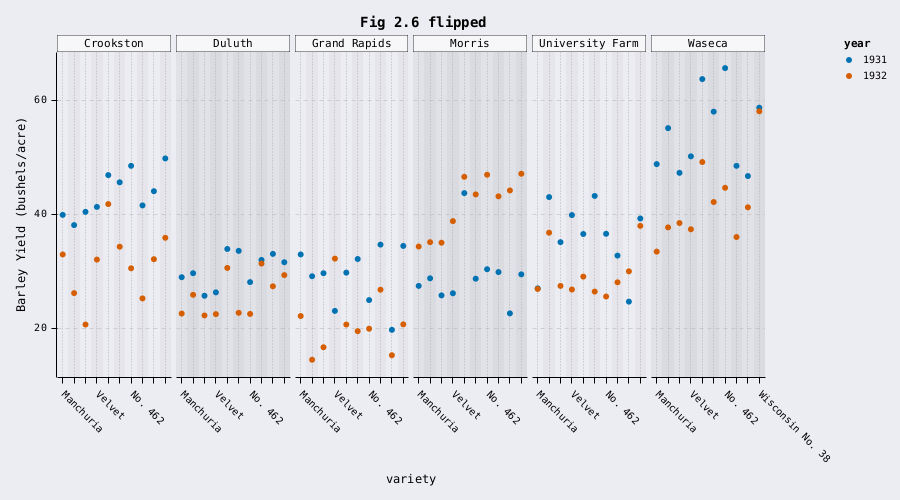 Fig 2.6 flipped
Crookston Duluth Grand Rapids Morris University Farm Waseca
year
1931
1932
60
40
20
Barley Yield (bushels/acre)
Manchuria Velvet No. 462 Manchuria Velvet No. 462 Manchuria Velvet No. 462 Manchuria Velvet No. 462 Manchuria Velvet No. 462 Manchuria Velvet No. 462 Wisconsin No. 38
variety